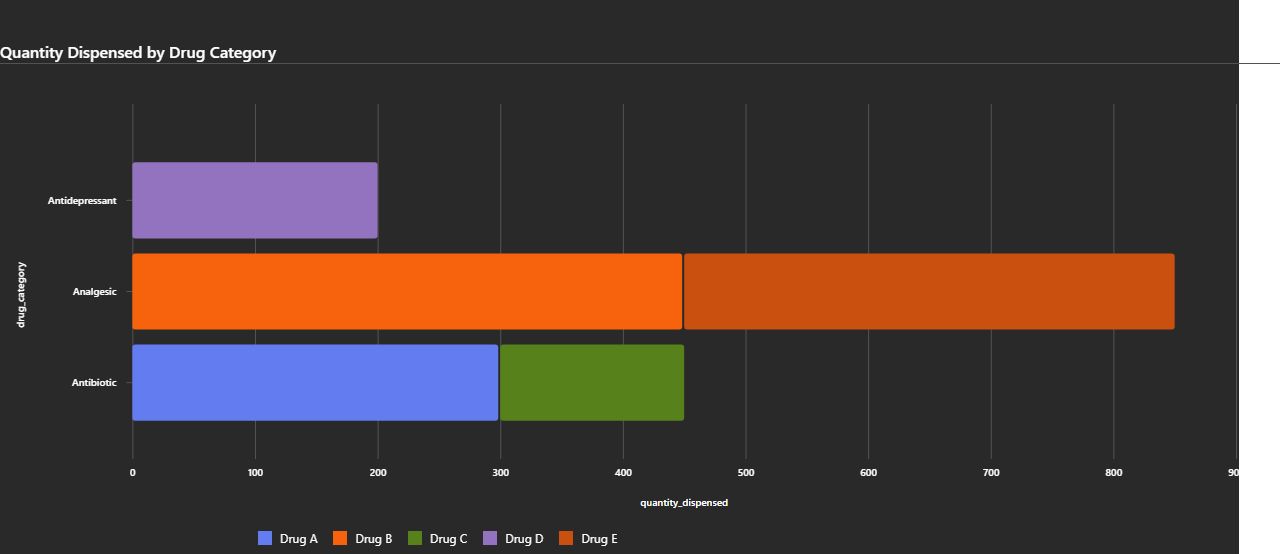 Quantity Dispensed by Drug Category
Antidepressant
Analgesic
Antibiotic
drug_category
0 100 200 300 400 500 600 700 800 90
quantity_dispensed
Drug A Drug B Drug C Drug D Drug E